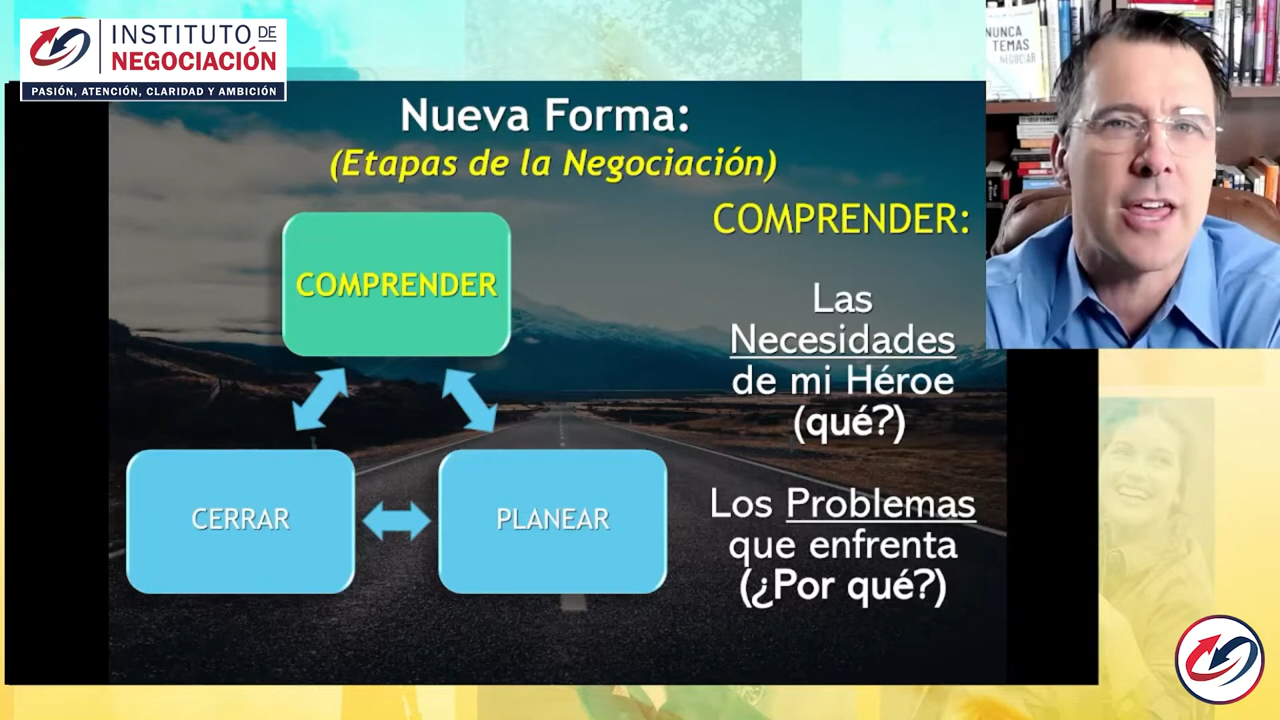 INSTITUTO DE
NEGOCIACIÓN
PASIÓN, ATENCIÓN, CLARIDAD Y AMBICIÓN
NUNCA
TEMAS
NEGOCIAR
Nueva Forma:
(Etapas de la Negociación)
COMPRENDER:
COMPRENDER
Las
Necesidades
de mi Héroe
(qué?)
CERRAR
PLANEAR
Los Problemas
que enfrenta
(¿Por qué?)